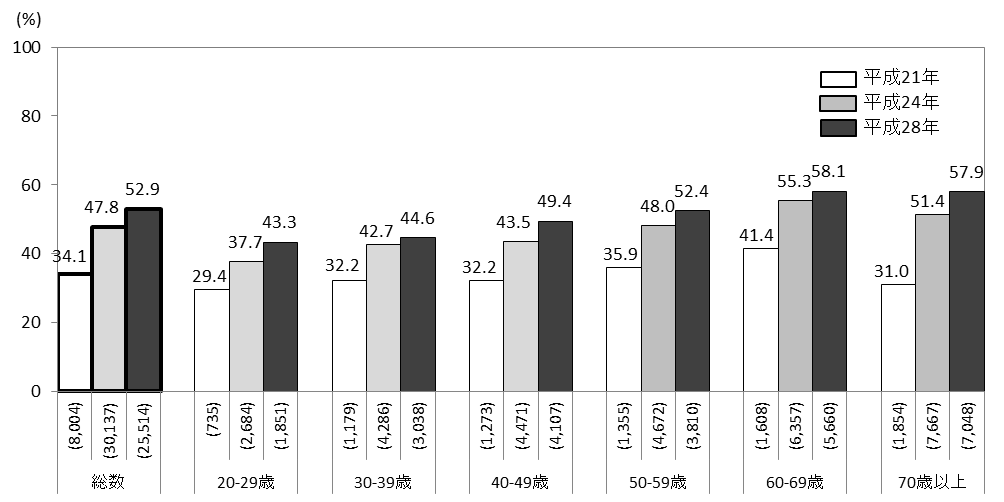 (%)
100
80
60
40
20
0
平成21年
平成24年
平成28年
34.1 47.8 52.9
29.4 37.7 43.3
32.2 42.7 44.6
32.2 43.5 49.4
35.9 48.0 52.4
41.4 55.3 58.1
31.0 51.4 57.9
(8,004) (30,137) (25,514)
(735) (2,684) (1,851)
(1,179) (4,286) (3,038)
(1,273) (4,471) (4,107)
(1,355) (4,672) (3,810)
(1,608) (6,357) (5,660)
(1,854) (7,667) (7,048)
総数 20-29歳 30-39歳 40-49歳 50-59歳 60-69歳 70歳以上